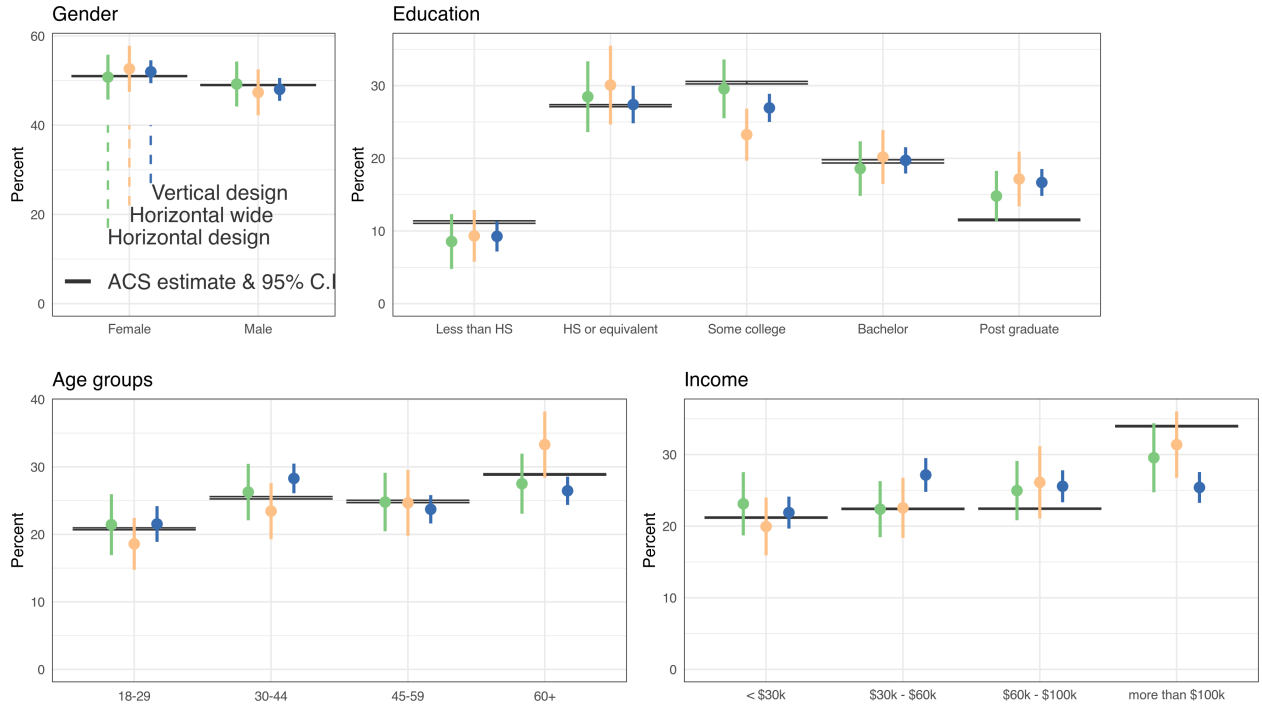 Gender
Education
60
40
20
0
Percent
Vertical design
Horizontal wide
Horizontal design
ACS estimate & 95% C.I
Female
Male
30
20
10
0
Percent
Less than HS
HS or equivalent
Some college
Bachelor
Post graduate
Age groups
Income
40
30
20
10
0
Percent
18-29
30-44
45-59
60+
30
20
10
0
Percent
< $30k
$30k - $60k
$60k - $100k
more than $100k